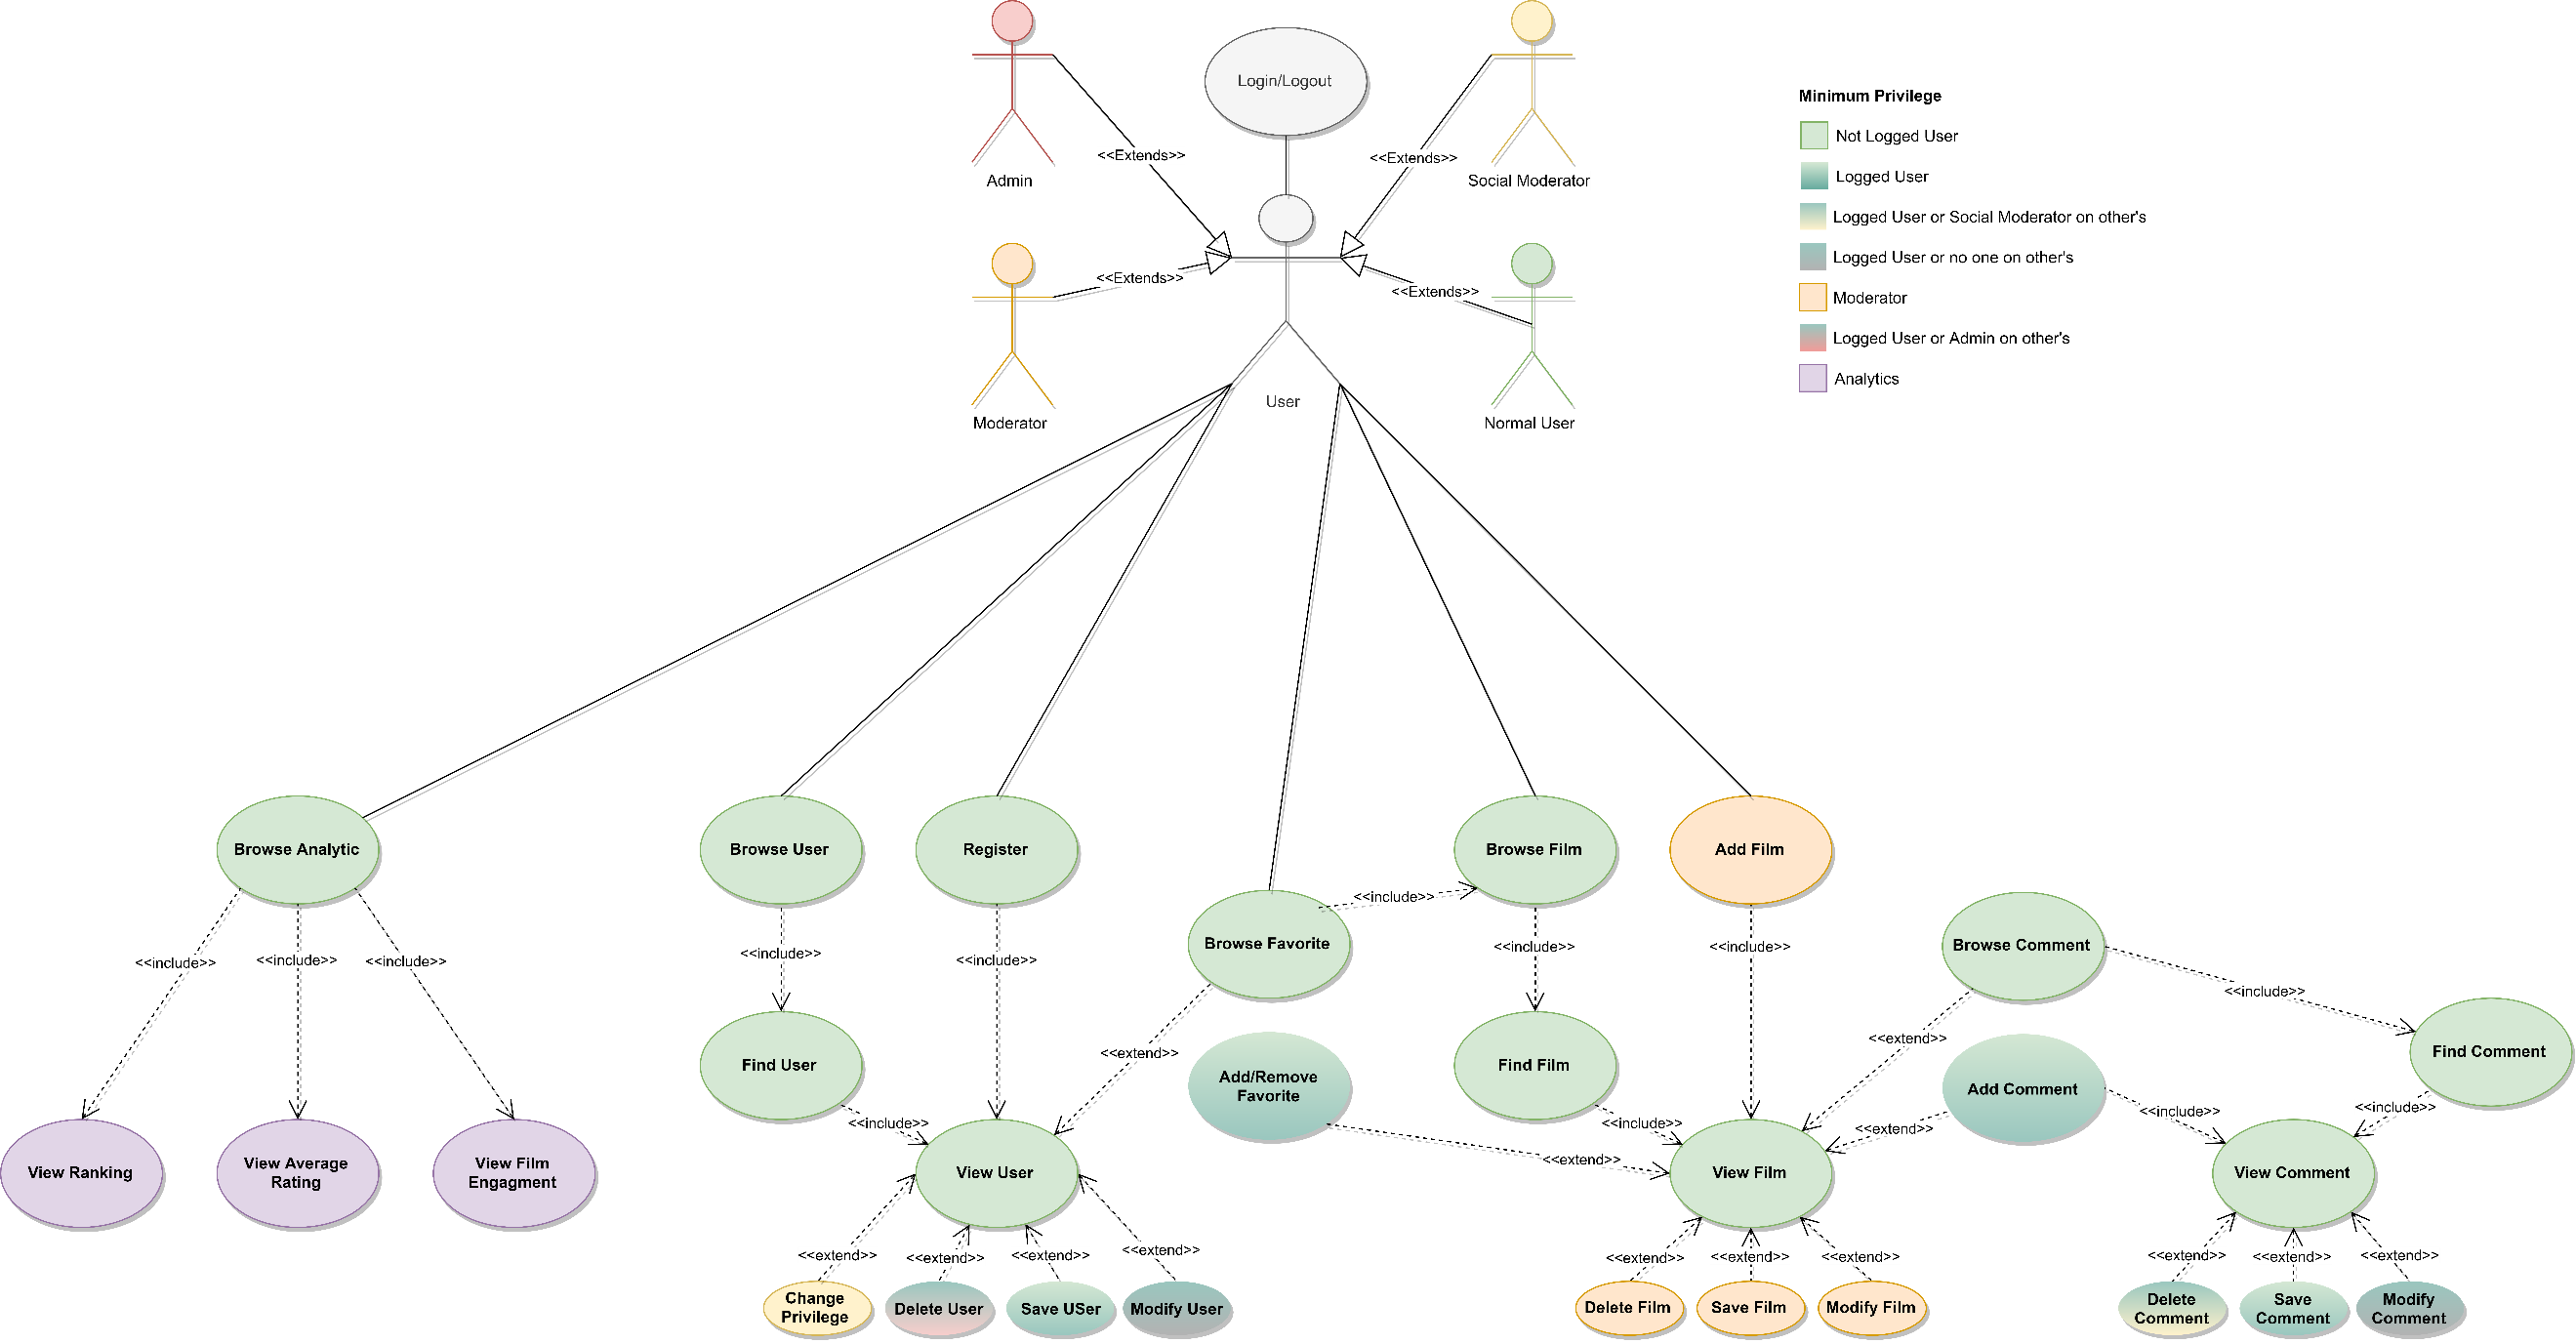 Login/Logout
Minimum Privilege
Not Logged User
<<Extends>>
<<Extends>>
Admin
Social Moderator
Logged User
Logged User or Social Moderator on other's
Logged User or no one on other's
<<Extends>>
<<Extends>>
Moderator
Logged User or Admin on other's
Analytics
User
Moderator
Normal User
Browse Analytic
Browse User
Register
Browse Film
Add Film
<<include>>
Browse Favorite
Browse Comment
<<include>>
<<include>>
<<include>>
<<include>>
<<include>>
<<include>>
<<include>>
<<include>>
<<include>>
<<extend>>
<<extend>>
Find User
Add/Remove
Favorite
Find Film
Add Comment
Find Comment
<<include>>
<<include>>
<<extend>>
<<include>>
<<include>>
<<extend>>
View Ranking
View Average
Rating
View Film
Engagment
View User
View Film
View Comment
<<extend>>
<<extend>>
<<extend>>
<<extend>>
<<extend>>
<<extend>>
<<extend>>
<<extend>>
<<extend>>
<<extend>>
Change
Privilege
Delete User
Save USer
Modify User
Delete Film
Save Film
Modify Film
Delete
Comment
Save
Comment
Modify
Comment